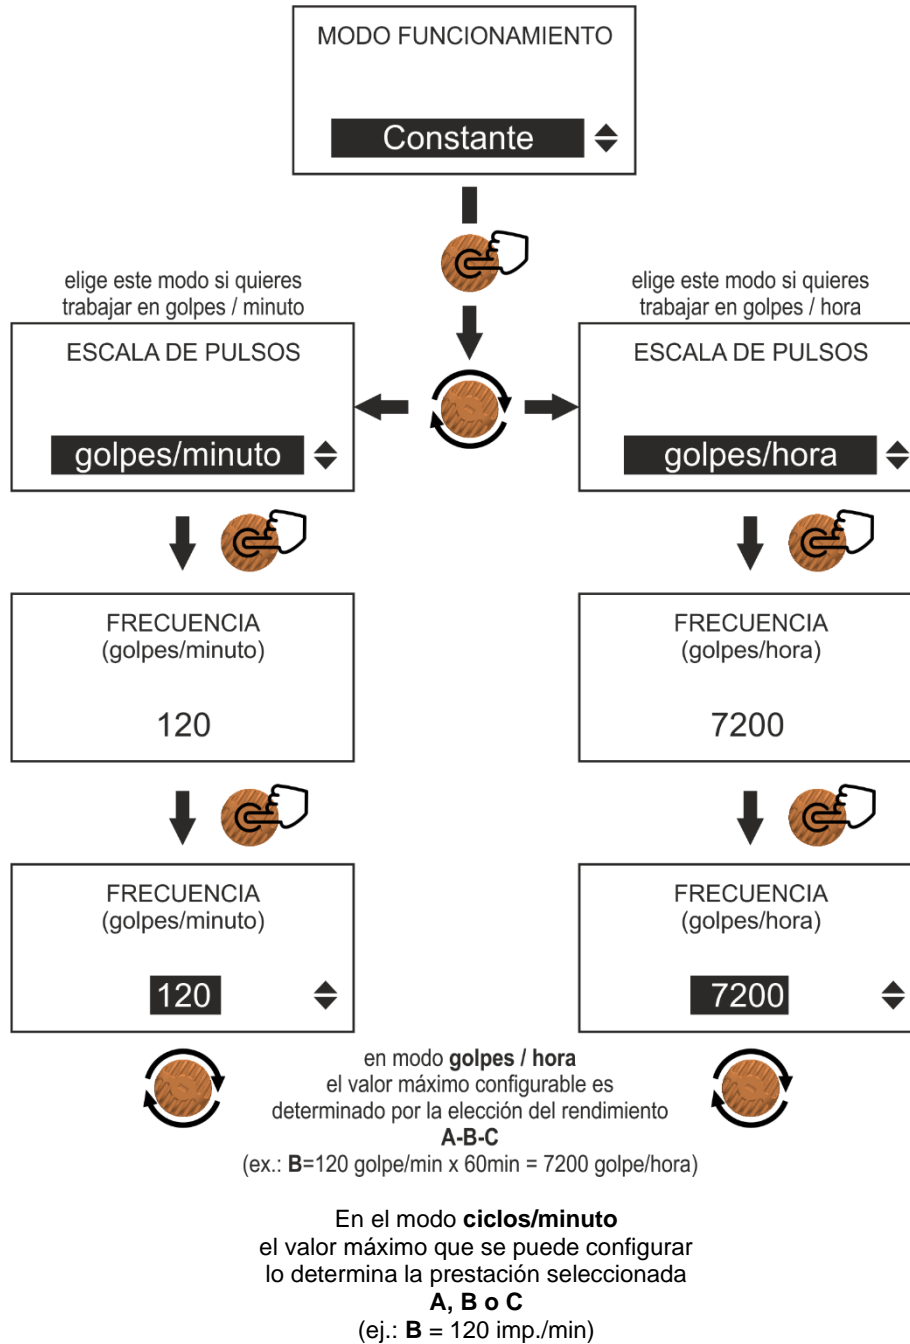 MODO FUNCIONAMIENTO
Constante
elige este modo si quieres
trabajar en golpes / minuto
ESCALA DE PULSOS
golpes/minuto
FRECUENCIA
(golpes/minuto)
120
FRECUENCIA
(golpes/minuto)
120
elige este modo si quieres
trabajar en golpes / hora
ESCALA DE PULSOS
golpes/hora
FRECUENCIA
(golpes/hora)
7200
FRECUENCIA
(golpes/hora)
7200
en modo golpes / hora
el valor máximo configurable es
determinado por la elección del rendimiento
A-B-C
(ex.: B=120 golpe/min x 60min = 7200 golpe/hora)
En el modo ciclos/minuto
el valor máximo que se puede configurar
lo determina la prestación seleccionada
A, B o C
(ej.: B = 120 imp./min)